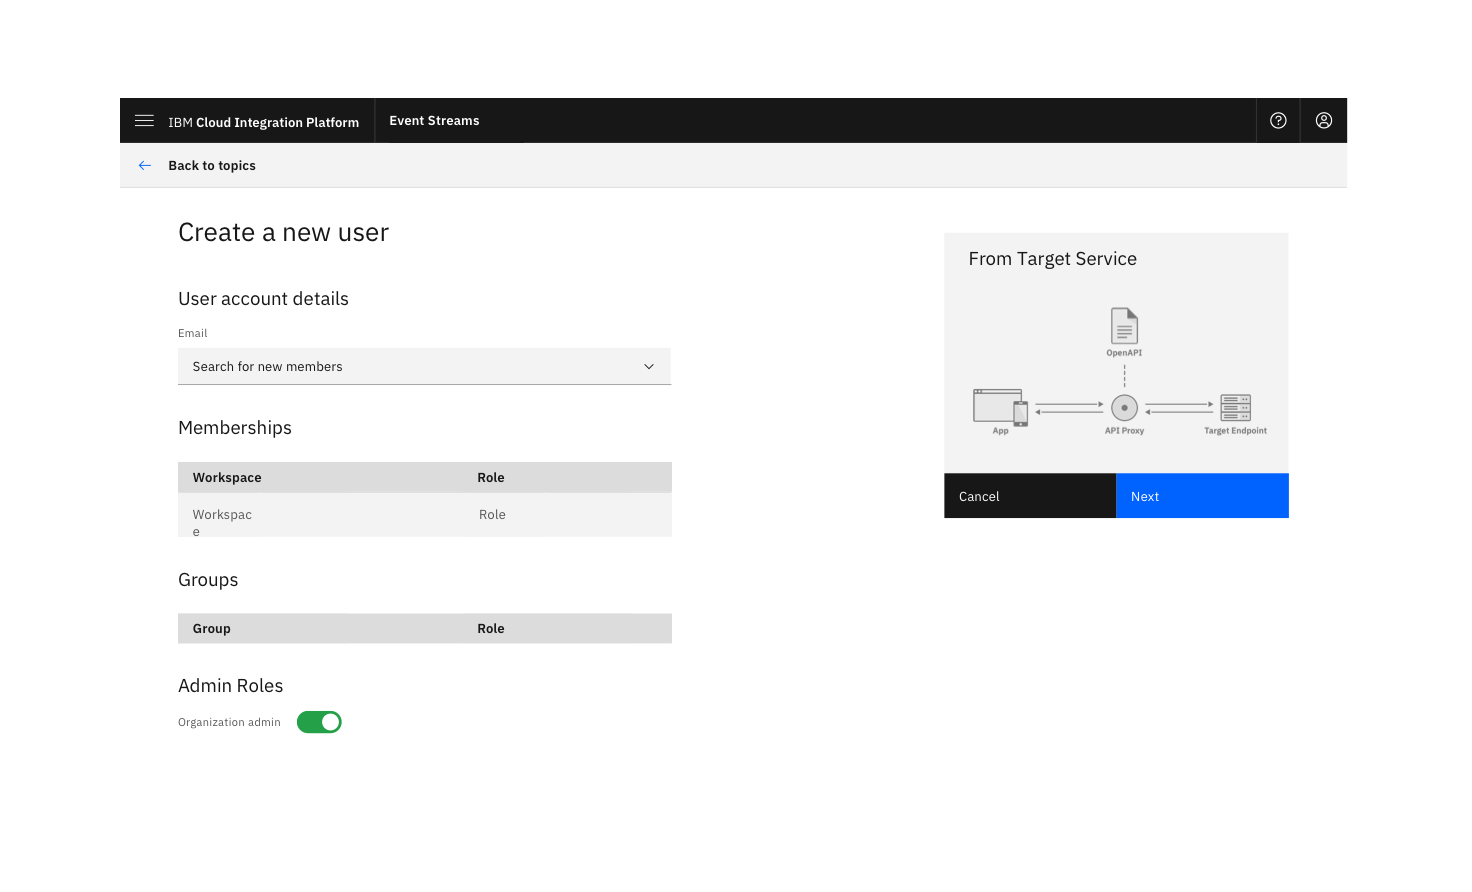 IBM Cloud Integration Platform
Event Streams
Back to topics
Create a new user
User account details
Email
Search for new members
Memberships
Workspace Role
Workspac Role
e
Groups
Group Role
Admin Roles
Organization admin
From Target Service
OpenAPI
App API Proxy Target Endpoint
Cancel Next